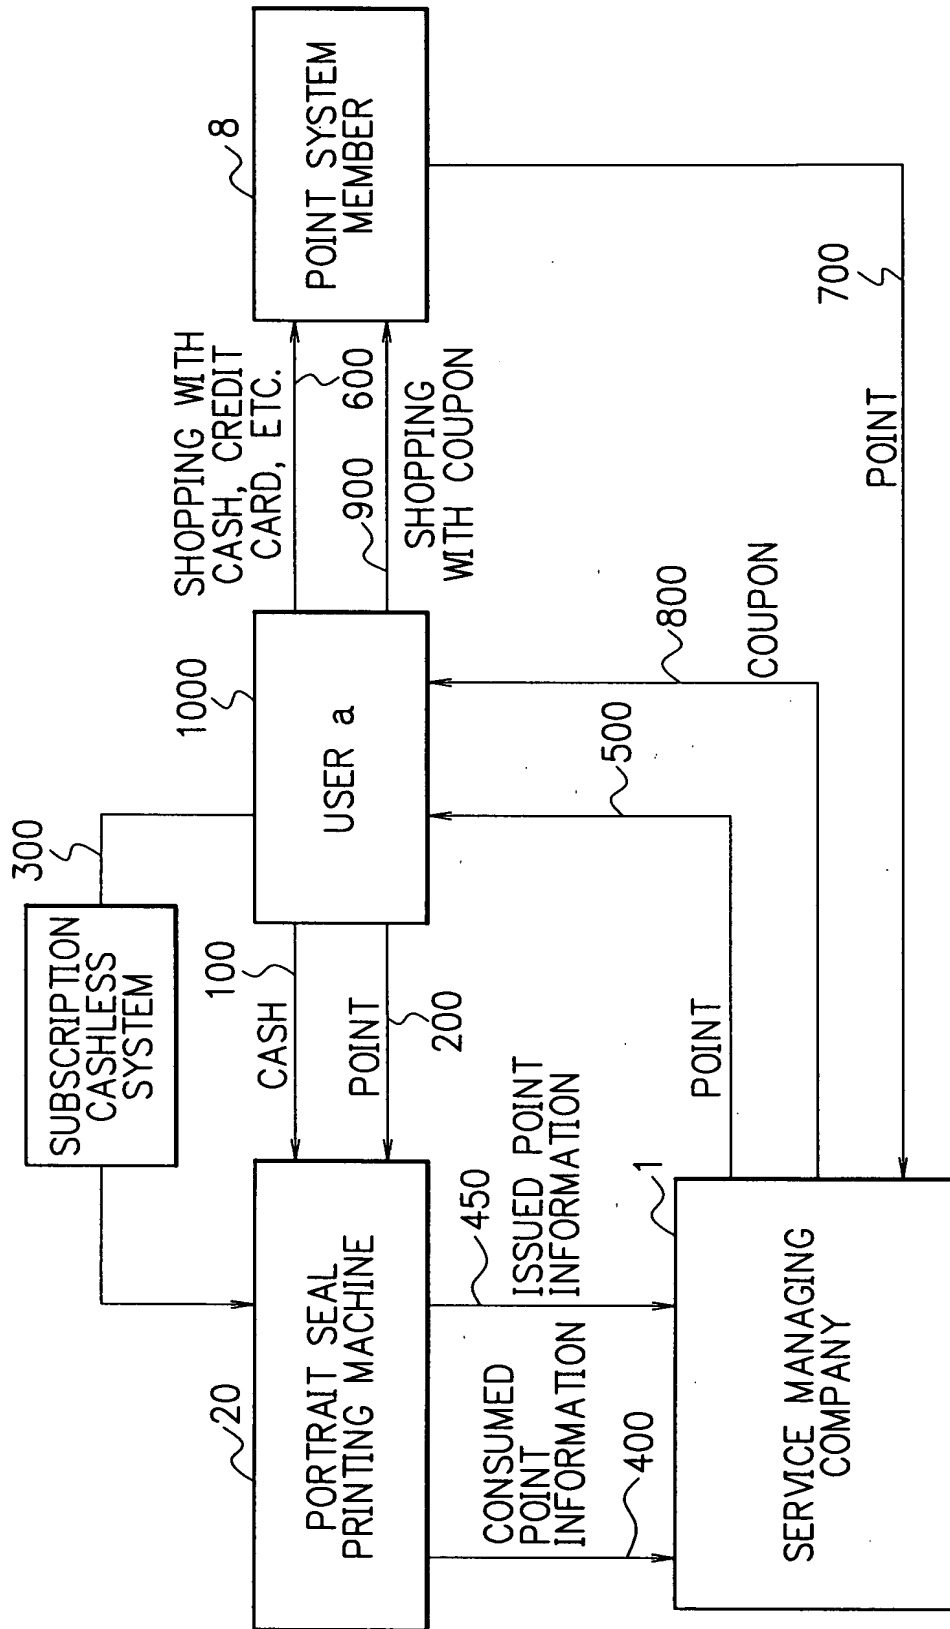 SUBSCRIPTION
CASHLESS
SYSTEM
300
20
PORTRAIT SEAL
PRINTING MACHINE
CASH
100
POINT
200
1000
USER a
SHOPPING WITH
CASH, CREDIT
CARD, ETC.
600
900
SHOPPING
WITH COUPON
8
POINT SYSTEM
MEMBER
CONSUMED
POINT
INFORMATION
400
450
ISSUED POINT
INFORMATION
POINT
500
800
COUPON
POINT
700
1
SERVICE MANAGING
COMPANY